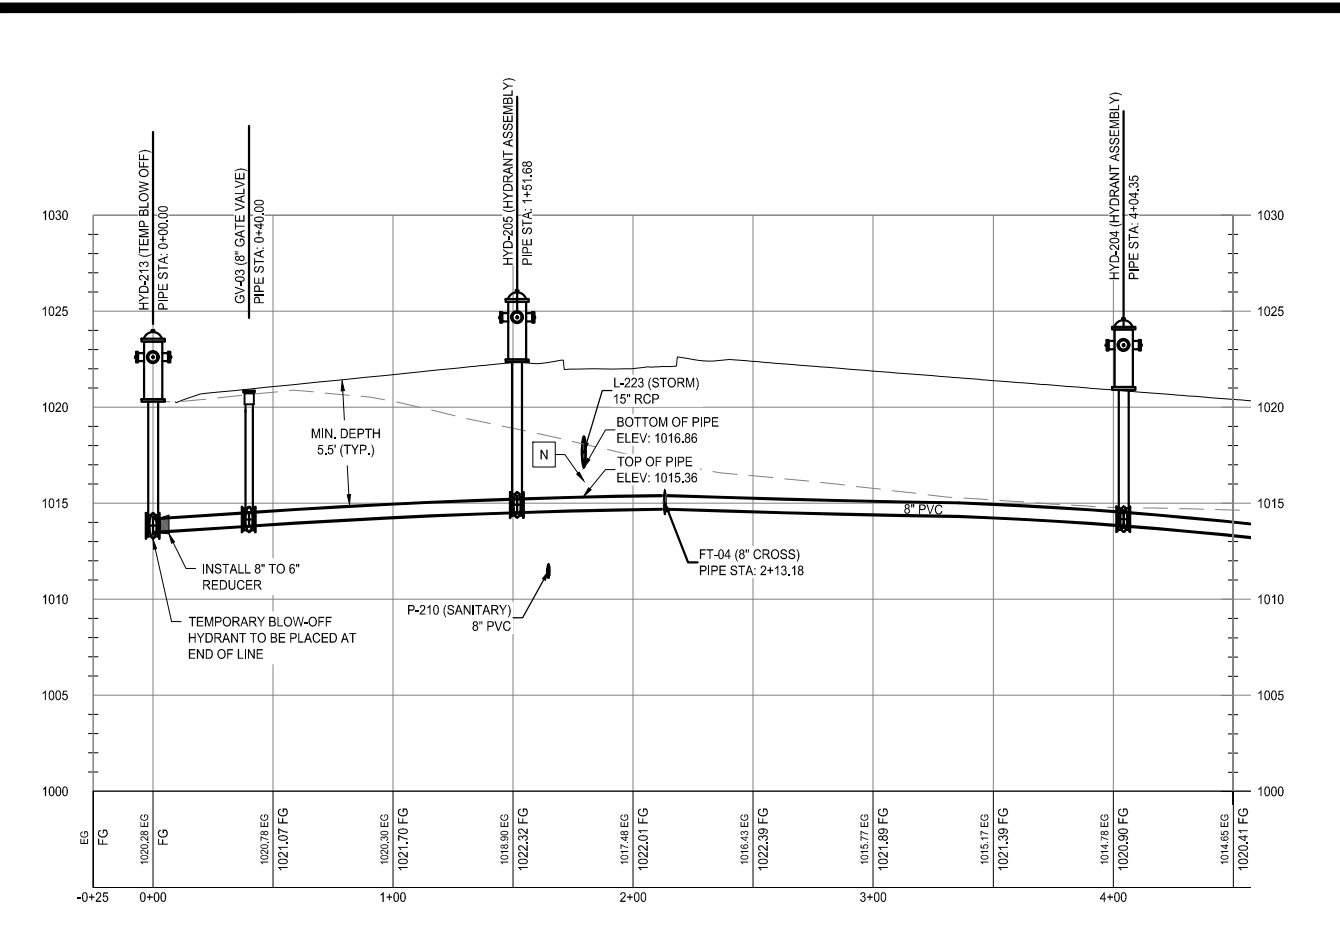 HYD-213 (TEMP BLOW OFF)
PIPE STA: 0+00.00
GV-03 (8" GATE VALVE)
PIPE STA: 0+40.00
HYD-205 (HYDRANT ASSEMBLY)
PIPE STA: 1+51.68
HYD-204 (HYDRANT ASSEMBLY)
PIPE STA: 4+04.35
1030
1030
1025
1025
1020
1020
1015
1015
1010
1010
1005
1005
1000
1000
L-223 (STORM)
15" RCP
BOTTOM OF PIPE
ELEV: 1016.86
MIN. DEPTH
5.5' (TYP.)
N
TOP OF PIPE
ELEV: 1015.36
8" PVC
FT-04 (8" CROSS)
PIPE STA: 2+13.18
INSTALL 8" TO 6"
REDUCER
P-210 (SANITARY)
8" PVC
TEMPORARY BLOW-OFF
HYDRANT TO BE PLACED AT
END OF LINE
EG
FG
1020.28 EG
FG
1020.78 EG
1021.07 FG
1020.30 EG
1021.70 FG
1018.90 EG
1022.32 FG
1017.48 EG
1022.01 FG
1016.43 EG
1022.39 FG
1015.77 EG
1021.89 FG
1015.17 EG
1021.39 FG
1014.78 EG
1020.90 FG
1014.65 EG
1020.41 FG
-0+25
0+00
1+00
2+00
3+00
4+00